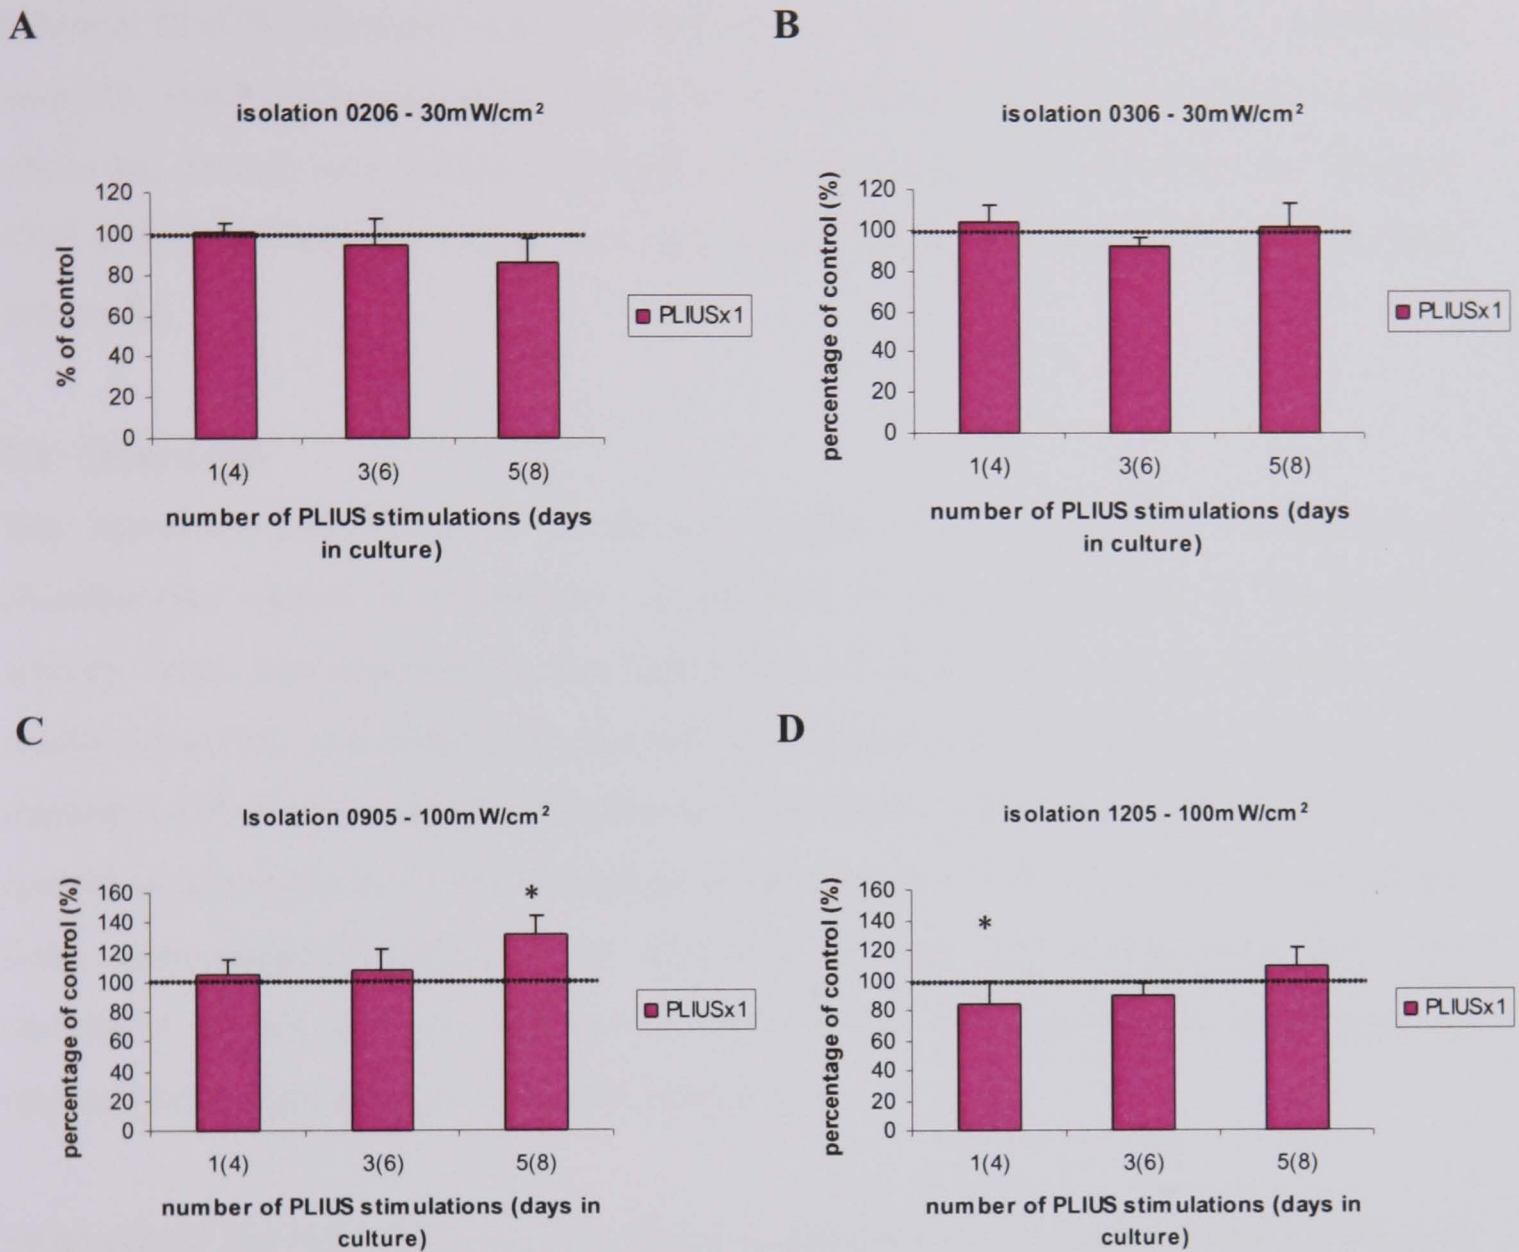 A
isolation 0206 - 30mW/cm²
% of control
120
100
80
60
40
20
0
1(4) 3(6) 5(8)
number of PLIUS stimulations (days
in culture)
PLIUSx1
B
isolation 0306 - 30mW/cm²
percentage of control (%)
120
100
80
60
40
20
0
1(4) 3(6) 5(8)
number of PLIUS stimulations (days
in culture)
PLIUSx1
C
Isolation 0905 - 100mW/cm²
percentage of control (%)
160
140
120
100
80
60
40
20
0
*
1(4) 3(6) 5(8)
number of PLIUS stimulations (days in
culture)
PLIUSx1
D
isolation 1205 - 100mW/cm²
percentage of control (%)
160
140
120
100
80
60
40
20
0
*
1(4) 3(6) 5(8)
number of PLIUS stimulations (days in
culture)
PLIUSx1